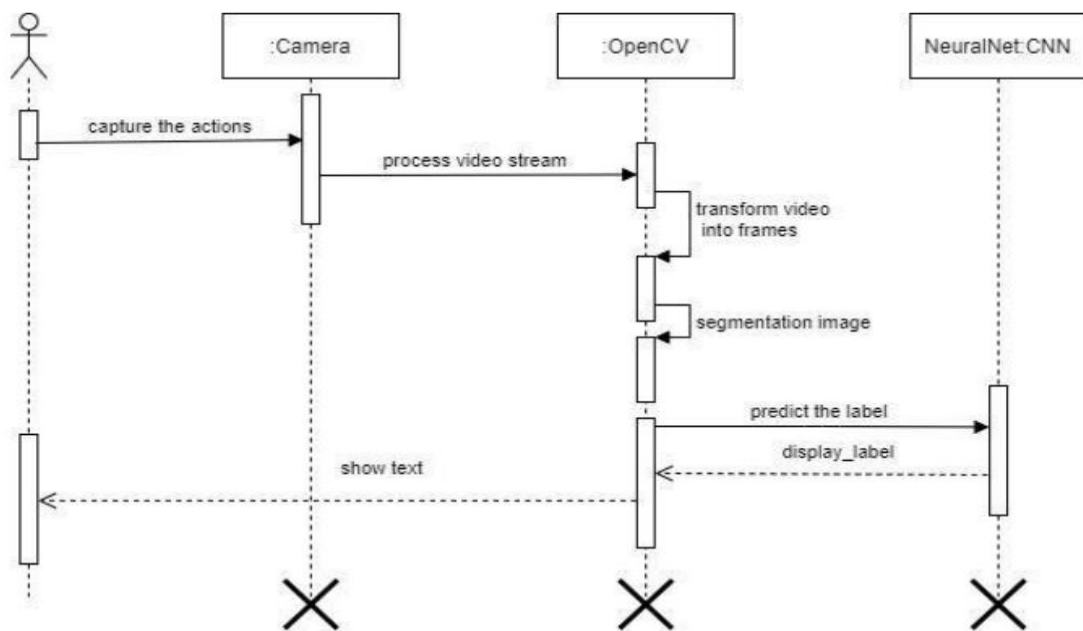 :Camera
:OpenCV
NeuralNet:CNN
capture the actions
process video stream
transform video
into frames
segmentation image
predict the label
display_label
show text